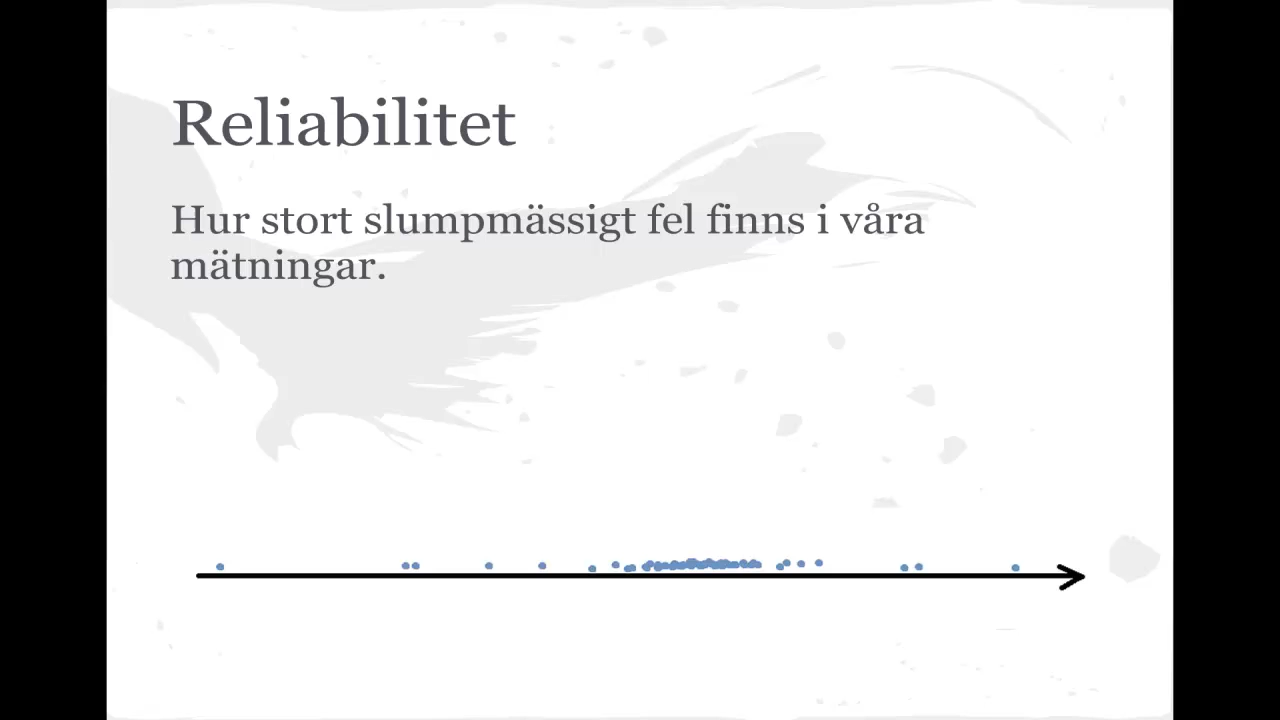 Reliabilitet
Hur stort slumpmässigt fel finns i våra
mätningar.